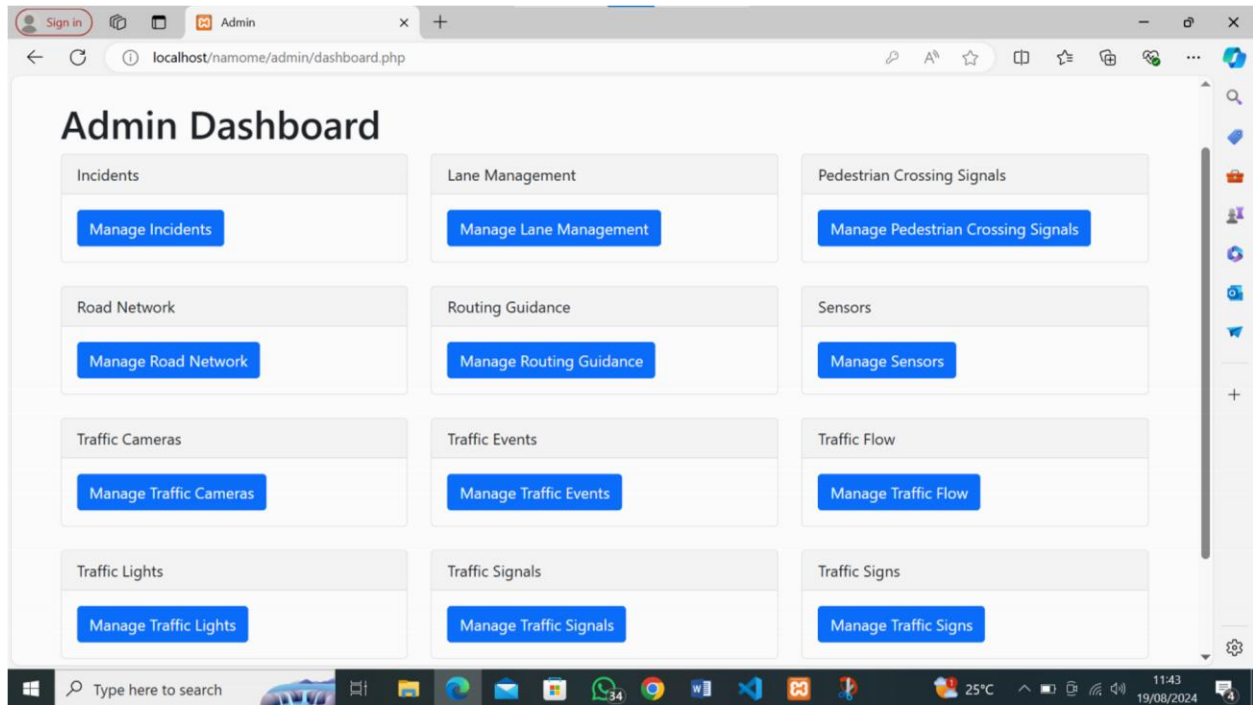 Sign in
Admin
localhost/namome/admin/dashboard.php
Admin Dashboard
Incidents
Lane Management
Pedestrian Crossing Signals
Manage Incidents
Manage Lane Management
Manage Pedestrian Crossing Signals
Road Network
Routing Guidance
Sensors
Manage Road Network
Manage Routing Guidance
Manage Sensors
Traffic Cameras
Traffic Events
Traffic Flow
Manage Traffic Cameras
Manage Traffic Events
Manage Traffic Flow
Traffic Lights
Traffic Signals
Traffic Signs
Manage Traffic Lights
Manage Traffic Signals
Manage Traffic Signs
Type here to search
34
25°C
11:43
19/08/2024
4